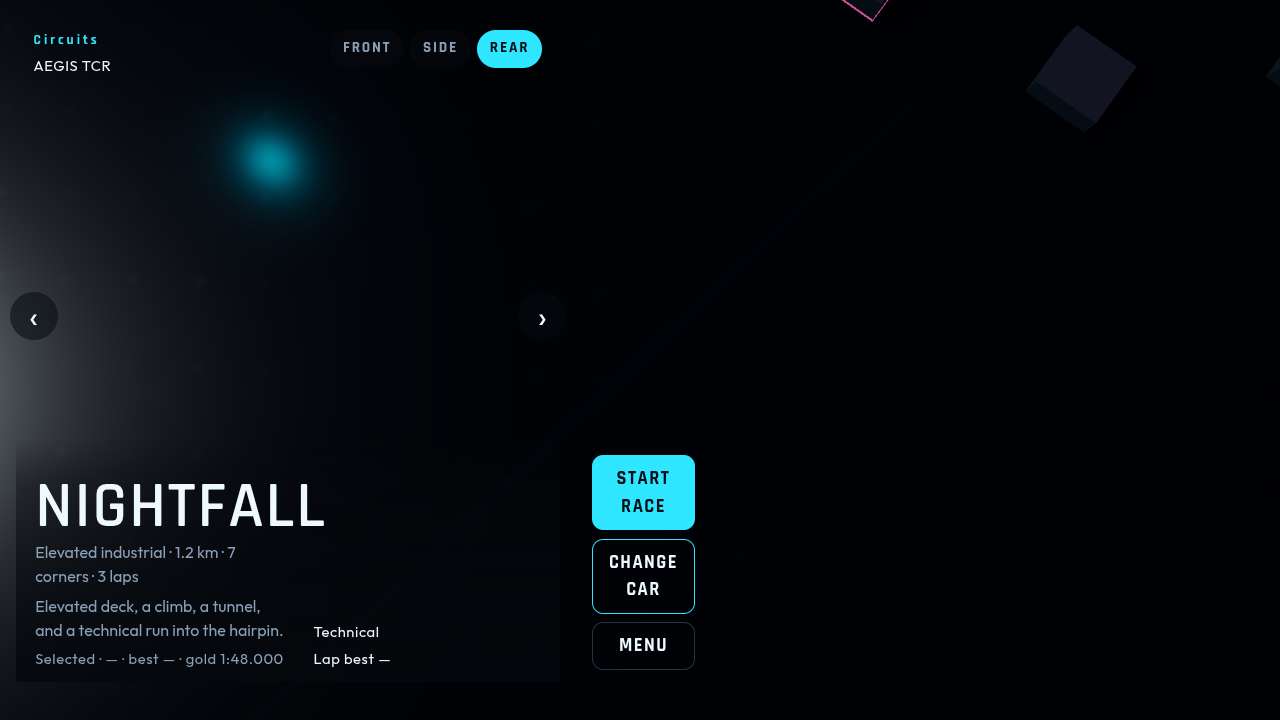 Circuits
AEGIS TCR
FRONT
SIDE
REAR
‹
›
NIGHTFALL
Elevated industrial · 1.2 km · 7
corners · 3 laps
Elevated deck, a climb, a tunnel,
and a technical run into the hairpin.
Selected · — · best — · gold 1:48.000
Technical
Lap best —
START
RACE
CHANGE
CAR
MENU